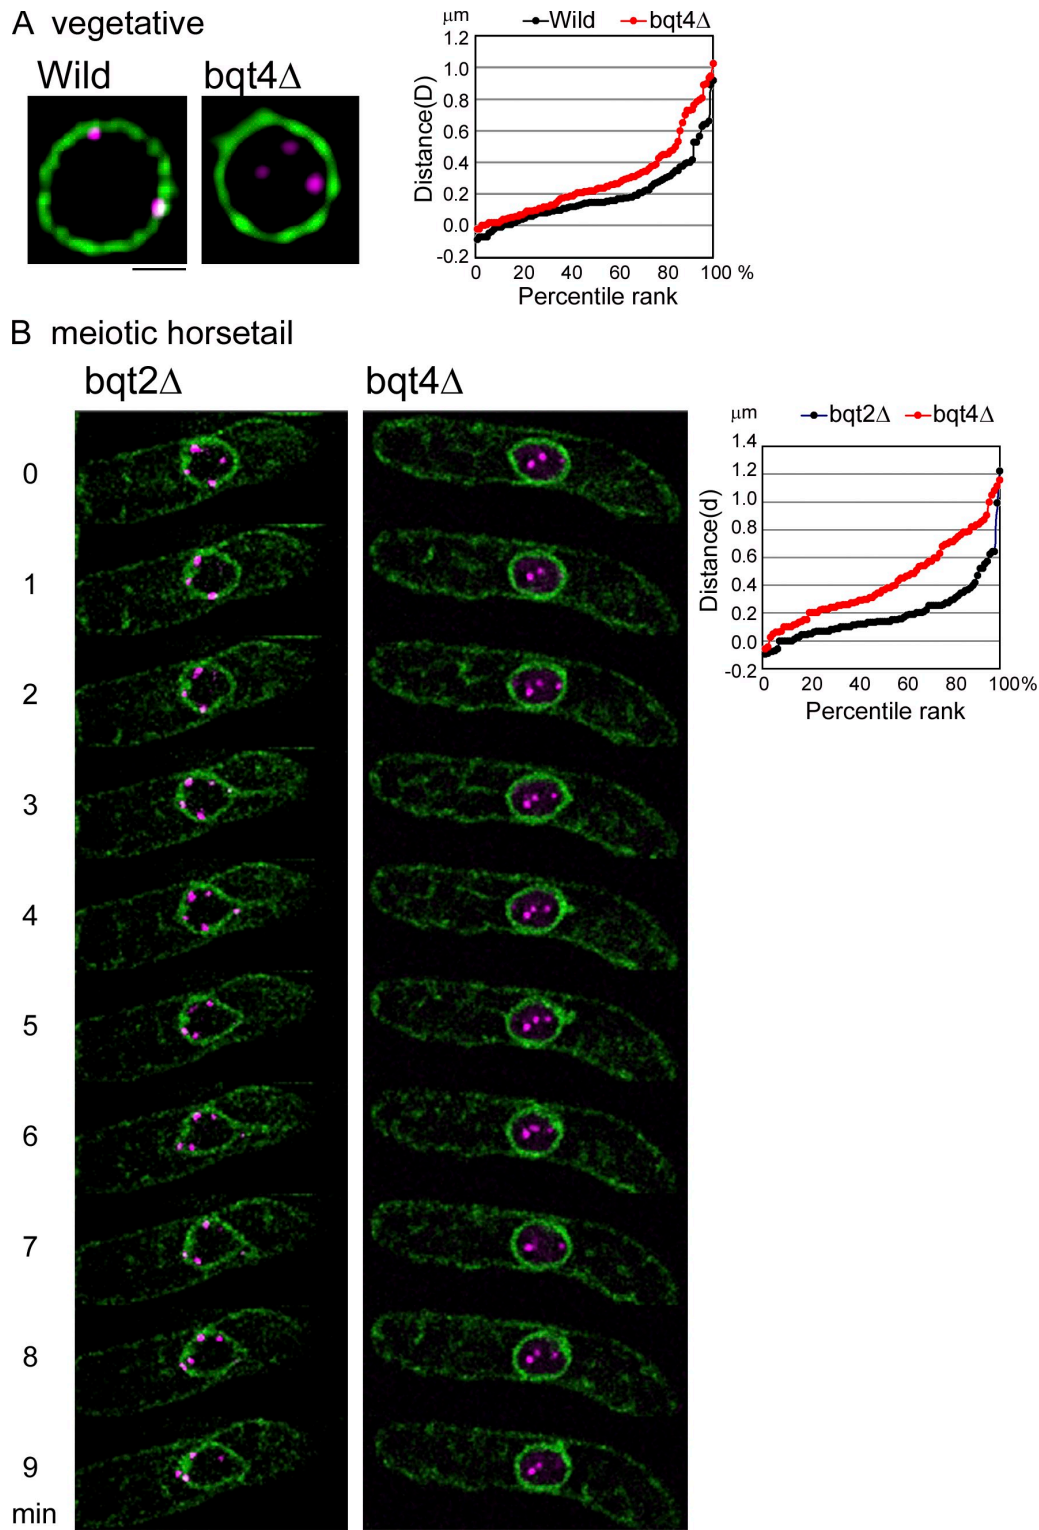 A vegetative
Wild
bqt4Δ
μm
Wild
bqt4Δ
Distance(D)
1.2
1.0
0.8
0.6
0.4
0.2
0.0
-0.2
0 20 40 60 80 100 %
Percentile rank
B meiotic horsetail
bqt2Δ
bqt4Δ
0
1
2
3
4
5
6
7
8
9
min
μm
bqt2Δ
bqt4Δ
Distance(d)
1.4
1.2
1.0
0.8
0.6
0.4
0.2
0.0
-0.2
0 20 40 60 80 100%
Percentile rank